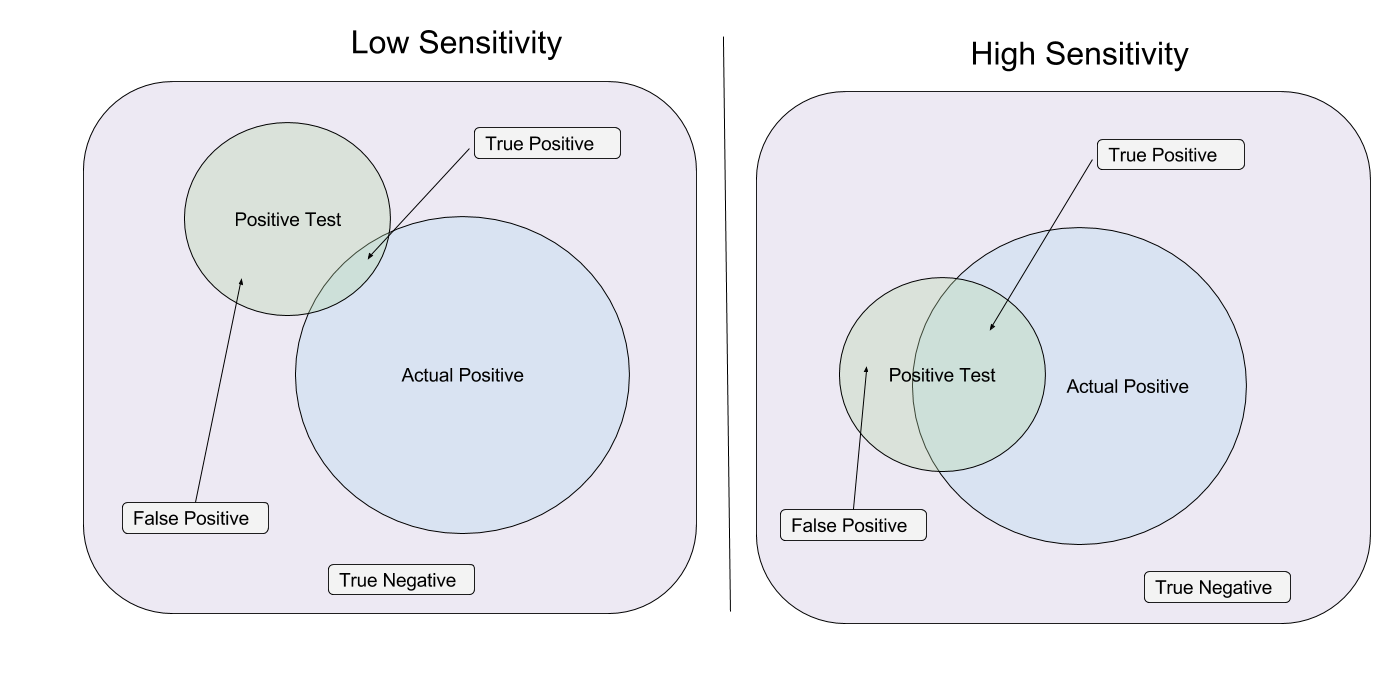 Low Sensitivity
True Positive
Positive Test
Actual Positive
False Positive
True Negative
High Sensitivity
True Positive
Positive Test
Actual Positive
False Positive
True Negative